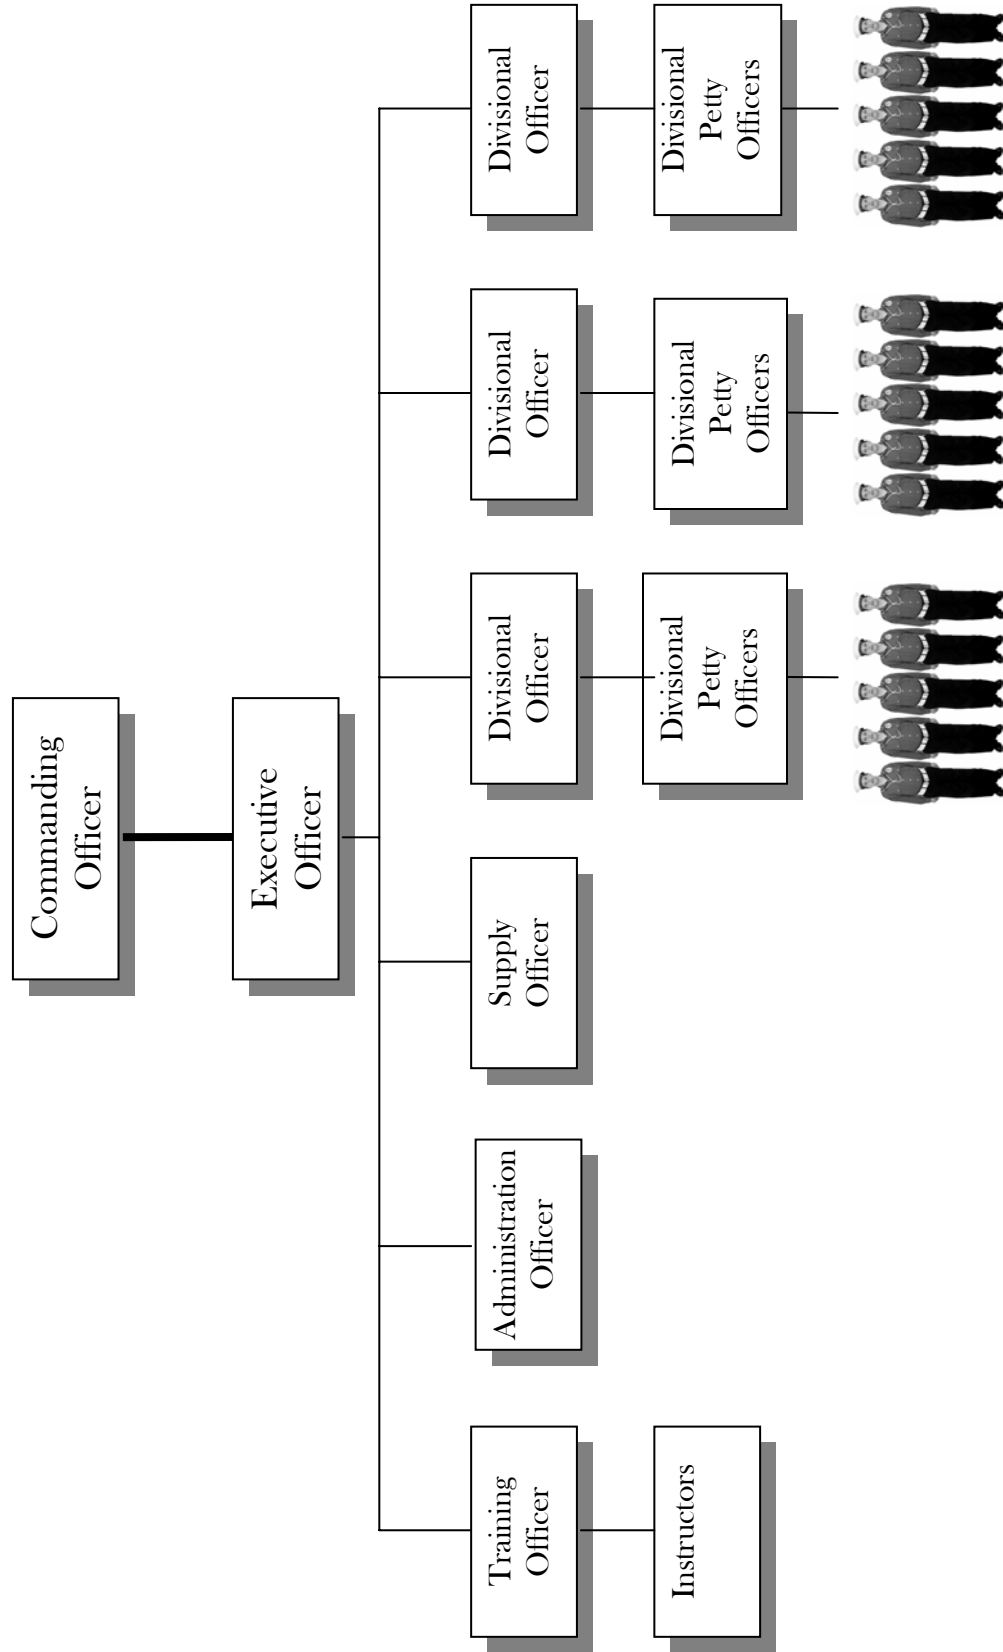 Commanding
Officer
Executive
Officer
Training
Officer
Administration
Officer
Supply
Officer
Divisional
Officer
Divisional
Officer
Divisional
Officer
Instructors
Divisional
Petty
Officers
Divisional
Petty
Officers
Divisional
Petty
Officers